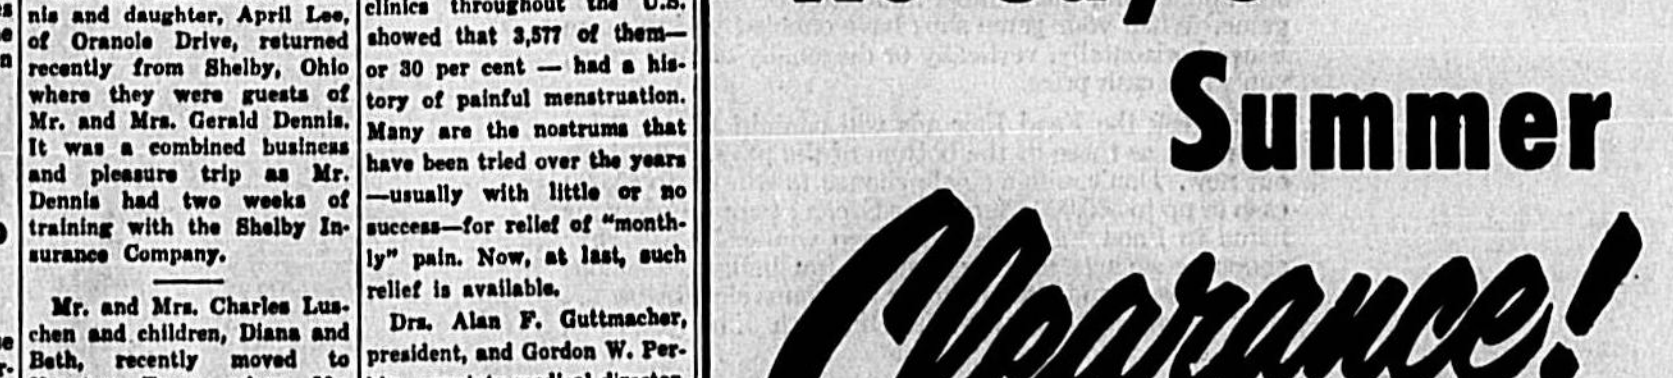 nis and daughter, April Lee,
of Oranole Drive, returned
recently from Shelby, Ohio
where they were guests of
Mr. and Mrs. Gerald Dennis.
It was a combined business
and pleasure trip as Mr.
Dennis had two weeks of
training with the Shelby In-
surance Company.
Mr. and Mrs. Charles Lus-
chen and children, Diana and
Beth, recently moved to
clinics throughout the U.S.
showed that 3,577 of them—
or 30 per cent — had a his-
tory of painful menstruation.
Many are the nostrums that
have been tried over the years
—usually with little or no
success—for relief of "month-
ly" pain. Now, at last, such
relief is available.
Drs. Alan F. Guttmacher,
president, and Gordon W. Per-
Summer
Clearance!